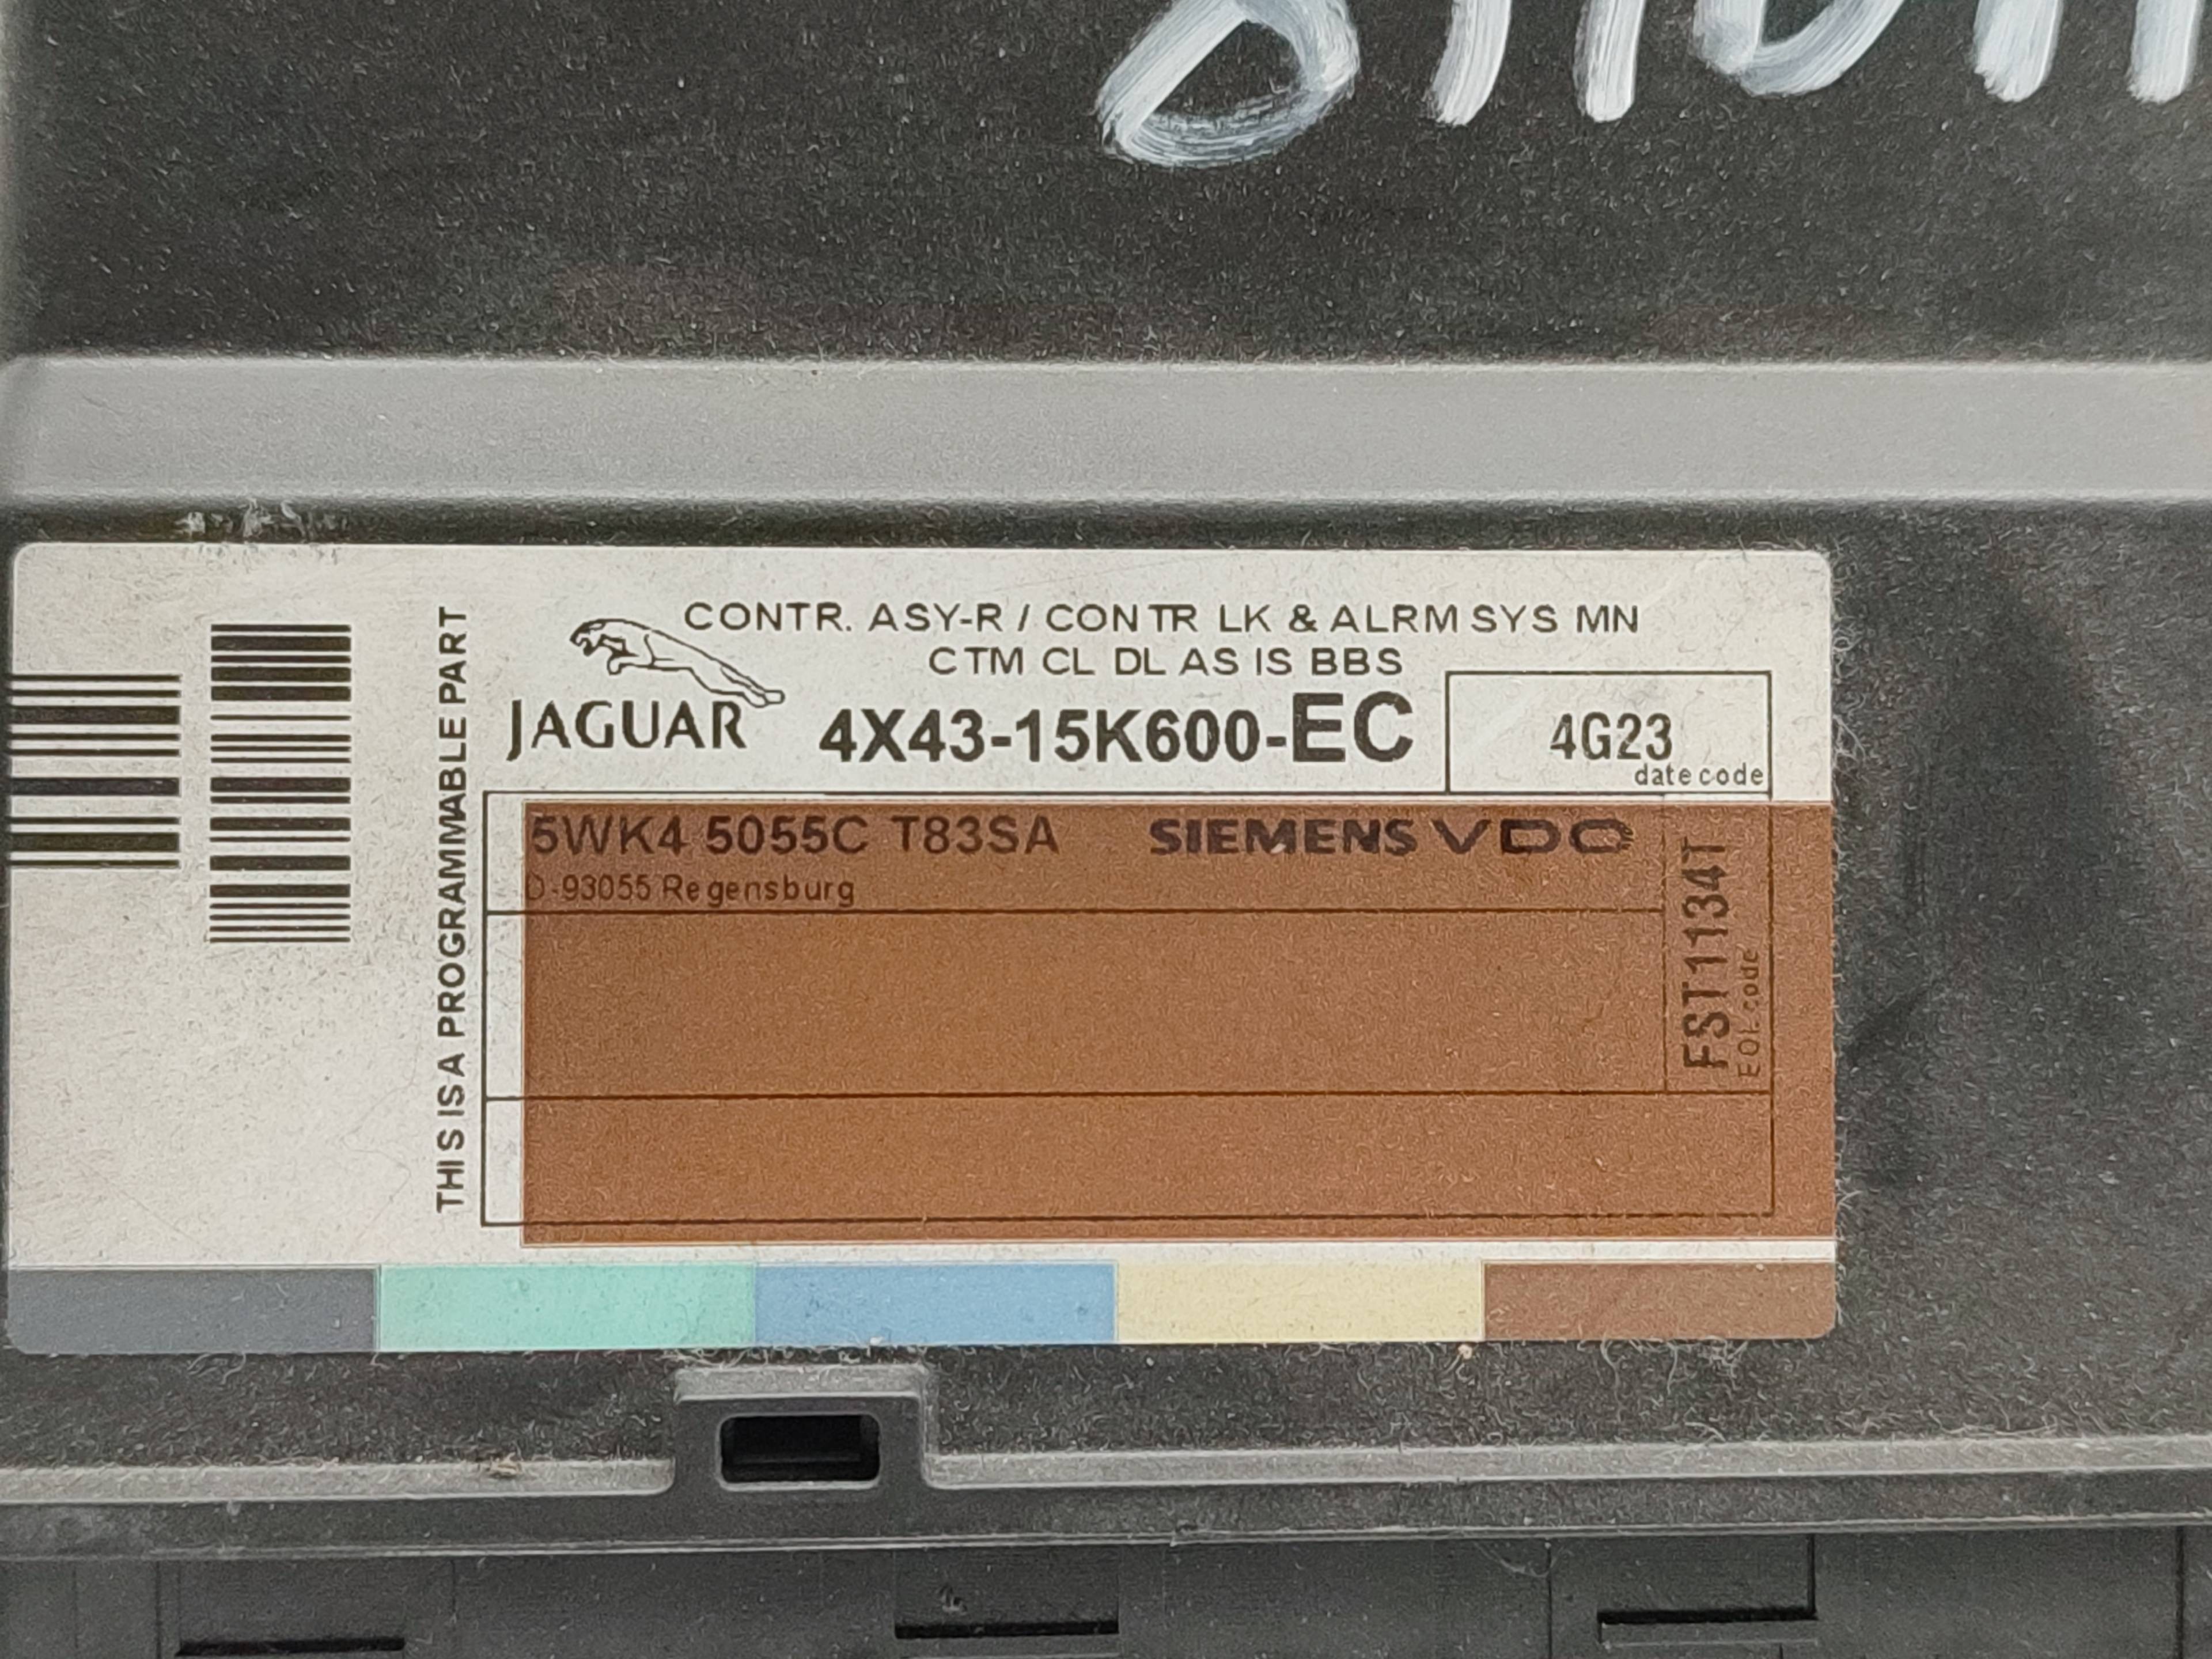 CONTR. ASY-R / CONTR LK & ALRM SYS MN
CTM CL DL AS IS BBS
JAGUAR
4X43-15K600-EC
4G23
date code
THIS IS A PROGRAMMABLE PART
5WK4 5055C T83SA
SIEMENS VDO
D-93055 Regensburg
FST1134T
EOL code